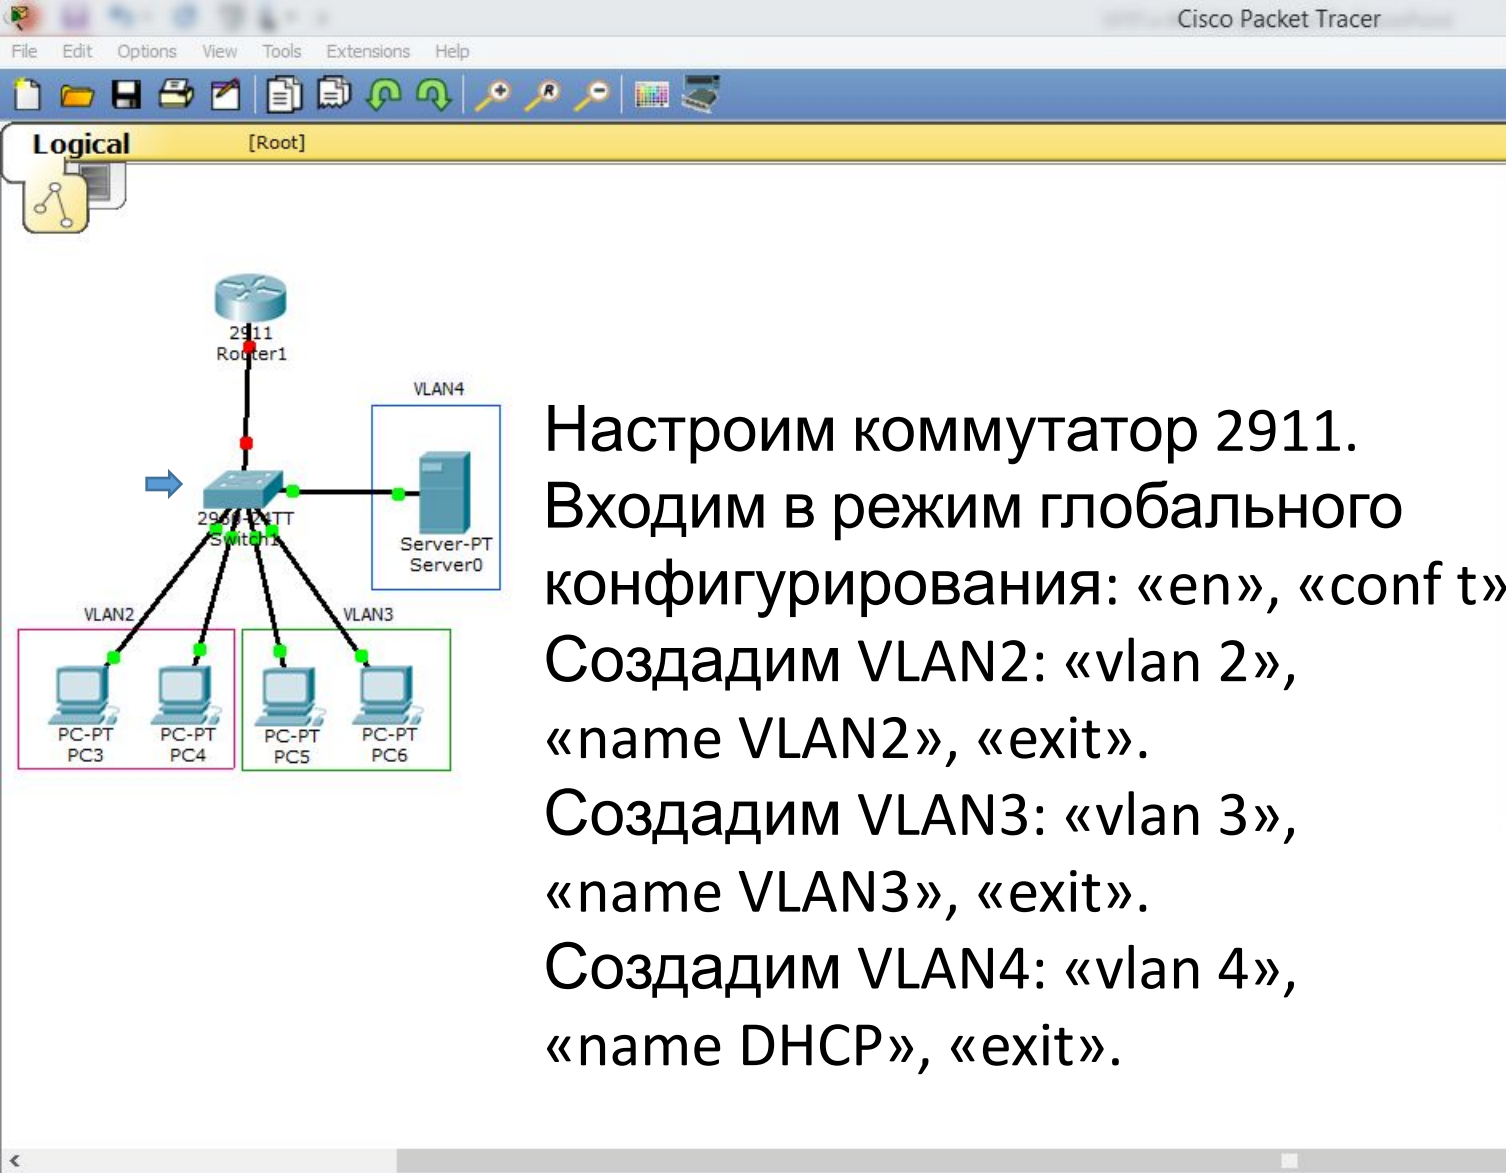 Cisco Packet Tracer
File Edit Options View Tools Extensions Help
Logical [Root]
2911
Router1
VLAN4
2960-24TT
Switch1
Server-PT
Server0
VLAN2
VLAN3
PC-PT
PC3
PC-PT
PC4
PC-PT
PC5
PC-PT
PC6
Настроим коммутатор 2911.
Входим в режим глобального
конфигурирования: «en», «conf t»
Создадим VLAN2: «vlan 2»,
«name VLAN2», «exit».
Создадим VLAN3: «vlan 3»,
«name VLAN3», «exit».
Создадим VLAN4: «vlan 4»,
«name DHCP», «exit».